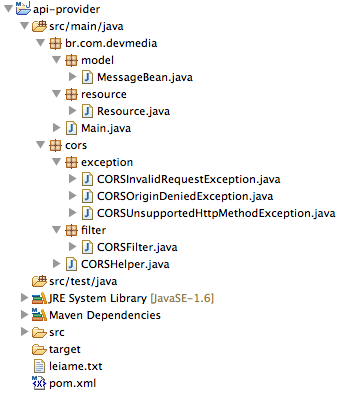 api-provider
src/main/java
br.com.devmedia
model
MessageBean.java
resource
Resource.java
Main.java
cors
exception
CORSInvalidRequestException.java
CORSOriginDeniedException.java
CORSUnsupportedHttpMethodException.java
filter
CORSFilter.java
CORSHelper.java
src/test/java
JRE System Library [JavaSE-1.6]
Maven Dependencies
src
target
leiame.txt
pom.xml